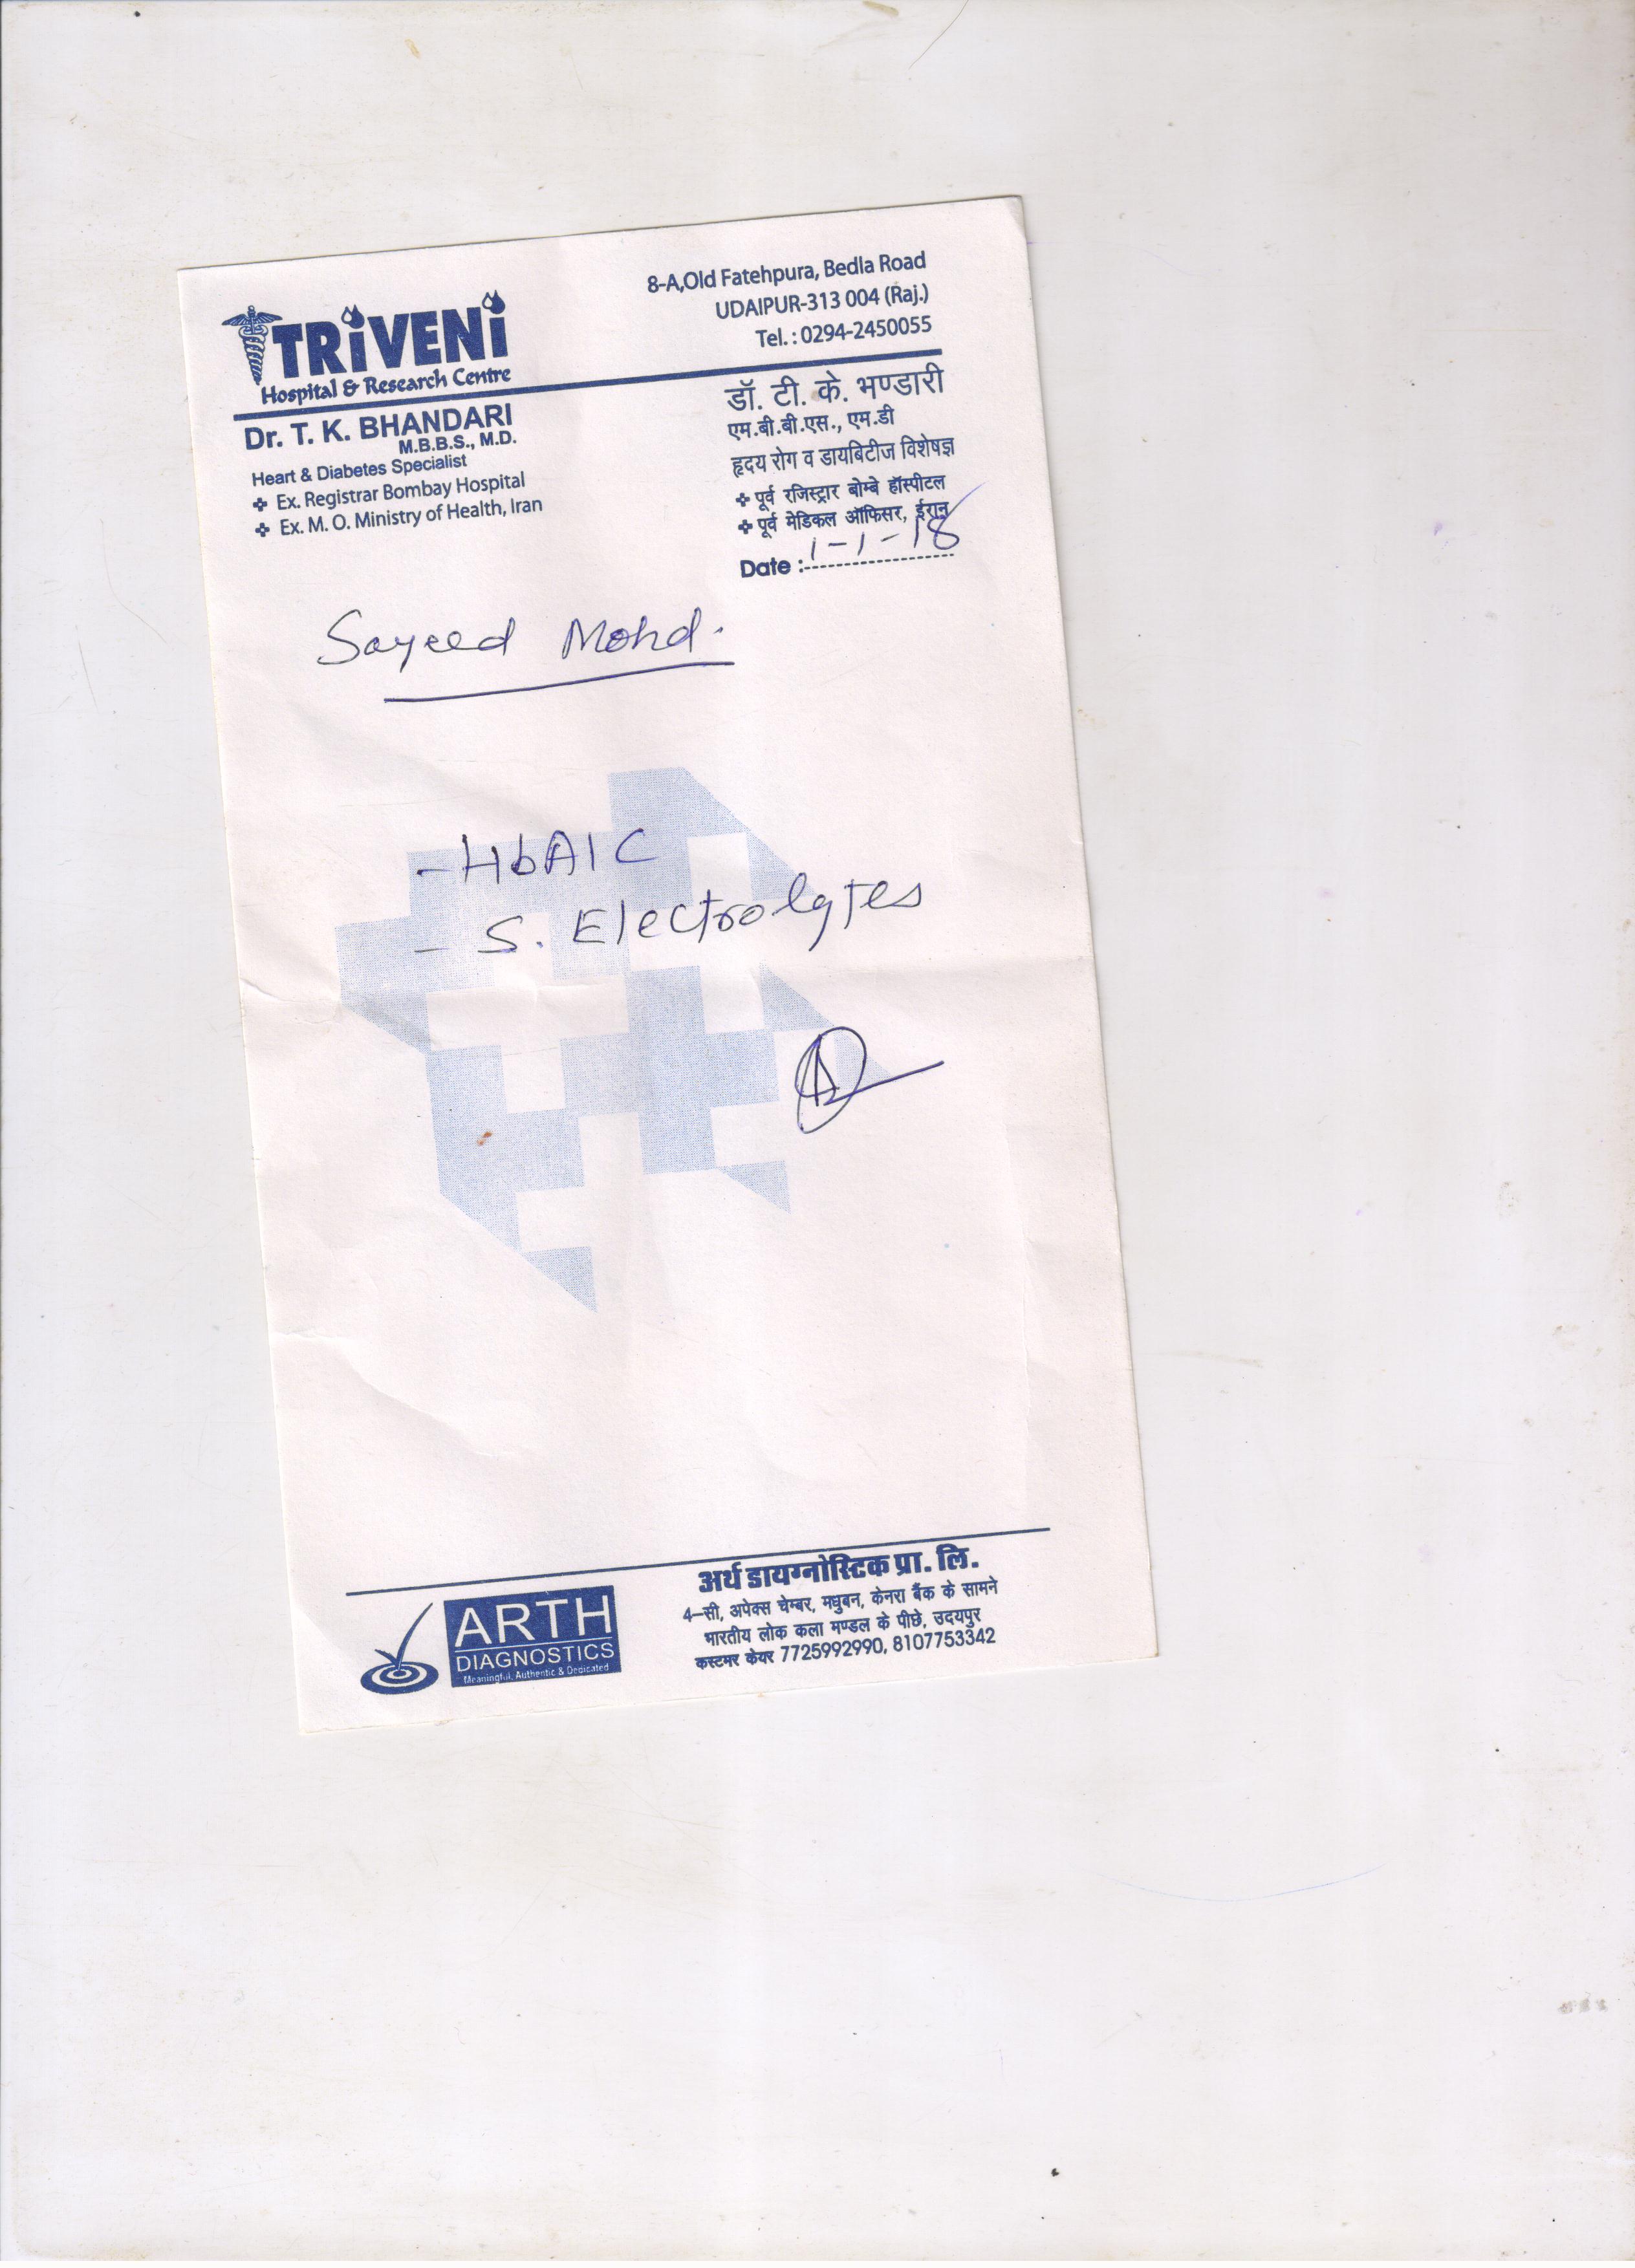 TRiVENi
Hospital & Research Centre
8-A,Old Fatehpura, Bedla Road
UDAIPUR-313 004 (Raj.)
Tel. : 0294-2450055
Dr. T. K. BHANDARI
M.B.B.S., M.D.
Heart & Diabetes Specialist
Ex. Registrar Bombay Hospital
Ex. M. O. Ministry of Health, Iran
डॉ. टी. के. भण्डारी
एम.बी.बी.एस., एम.डी
हृदय रोग व डायबिटीज विशेषज्ञ
पूर्व रजिस्ट्रार बोम्बे हॉस्पीटल
पूर्व मेडिकल ऑफिसर, ईरान
Date : 1-1-18
Sayeed Mohd.
- HbA1C
- S. Electrolytes
ARTH
DIAGNOSTICS
Meaningful, Authentic & Dedicated
अर्थ डायग्नोस्टिक प्रा. लि.
4-सी, अपेक्स चेम्बर, मधुबन, केनरा बैंक के सामने
भारतीय लोक कला मण्डल के पीछे, उदयपुर
कस्टमर केयर 7725992990, 8107753342